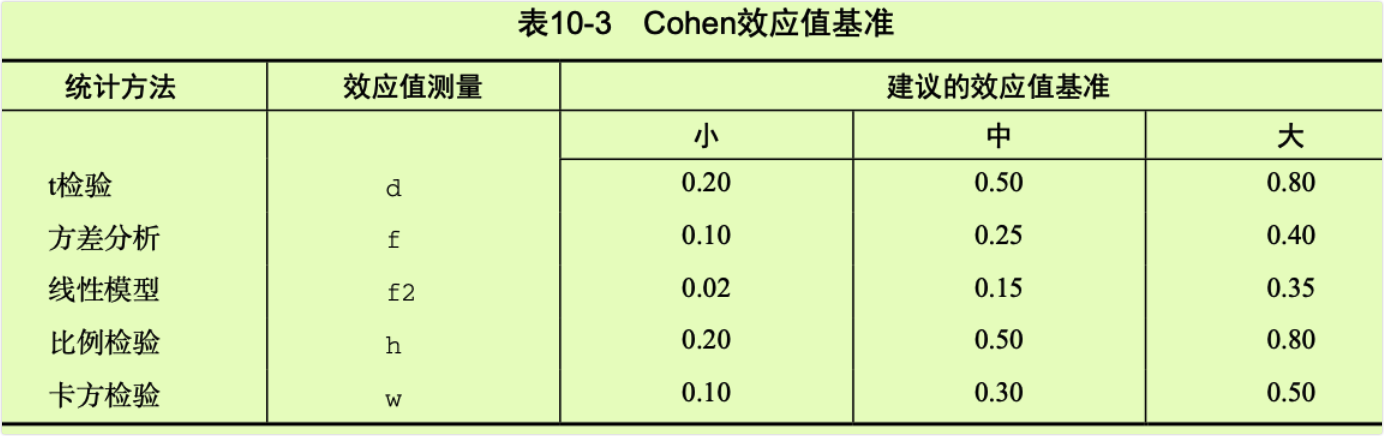 表10-3 Cohen效应值基准
统计方法 效应值测量 建议的效应值基准
小 中 大
t检验 d 0.20 0.50 0.80
方差分析 f 0.10 0.25 0.40
线性模型 f2 0.02 0.15 0.35
比例检验 h 0.20 0.50 0.80
卡方检验 w 0.10 0.30 0.50